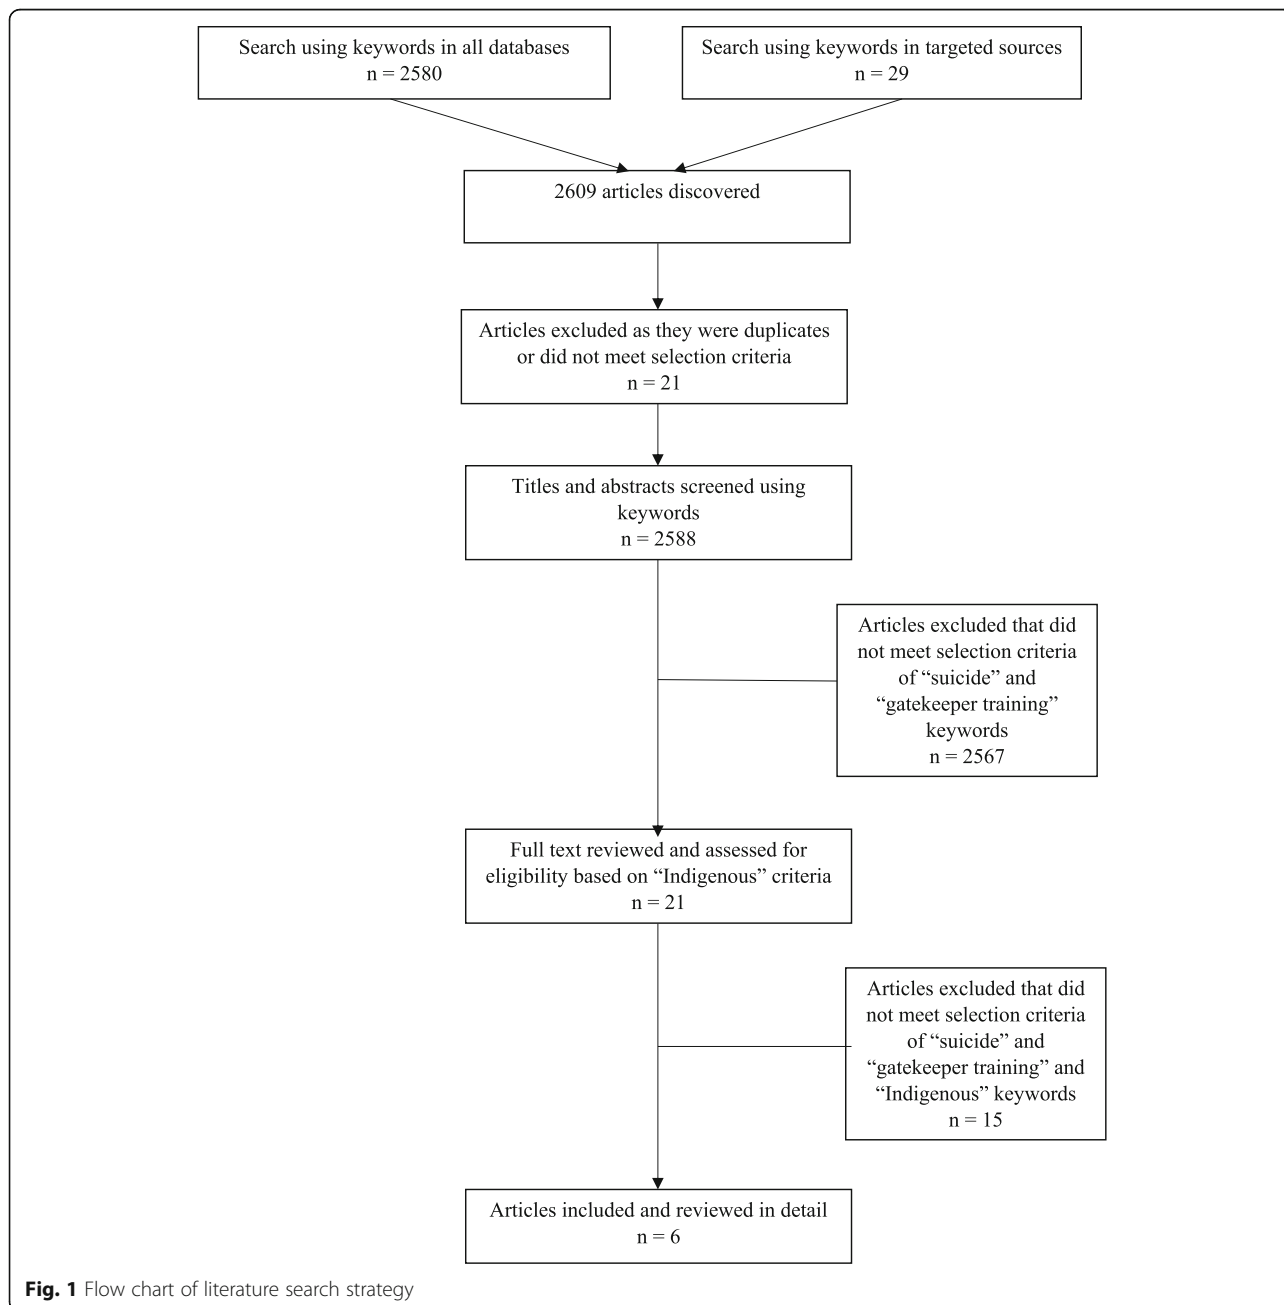 Search using keywords in all databases
n = 2580
Search using keywords in targeted sources
n = 29
2609 articles discovered
Articles excluded as they were duplicates
or did not meet selection criteria
n = 21
Titles and abstracts screened using
keywords
n = 2588
Articles excluded that did
not meet selection criteria
of “suicide” and
“gatekeeper training”
keywords
n = 2567
Full text reviewed and assessed for
eligibility based on “Indigenous” criteria
n = 21
Articles excluded that did
not meet selection criteria
of “suicide” and
“gatekeeper training” and
“Indigenous” keywords
n = 15
Articles included and reviewed in detail
n = 6
Fig. 1 Flow chart of literature search strategy